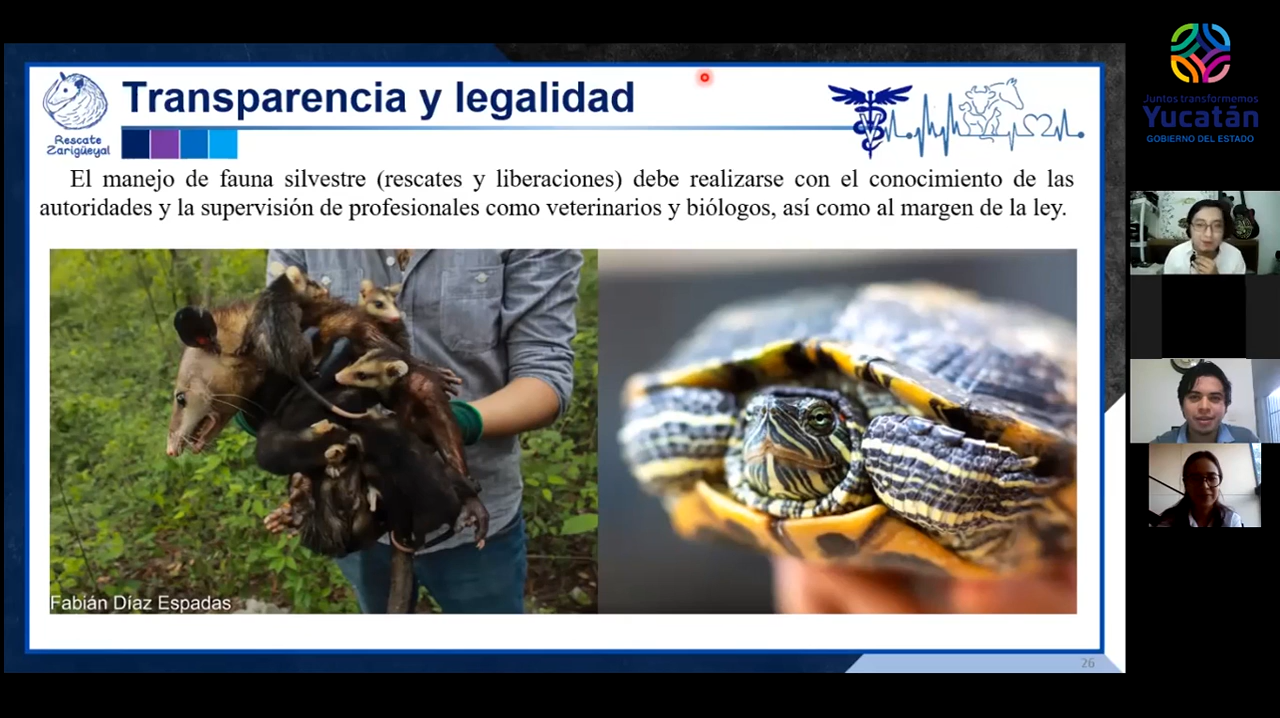 Transparencia y legalidad
Rescate
Zarigüeyal
El manejo de fauna silvestre (rescates y liberaciones) debe realizarse con el conocimiento de las
autoridades y la supervisión de profesionales como veterinarios y biólogos, así como al margen de la ley.
Fabián Díaz Espadas
26
Juntos transformemos
Yucatán
GOBIERNO DEL ESTADO